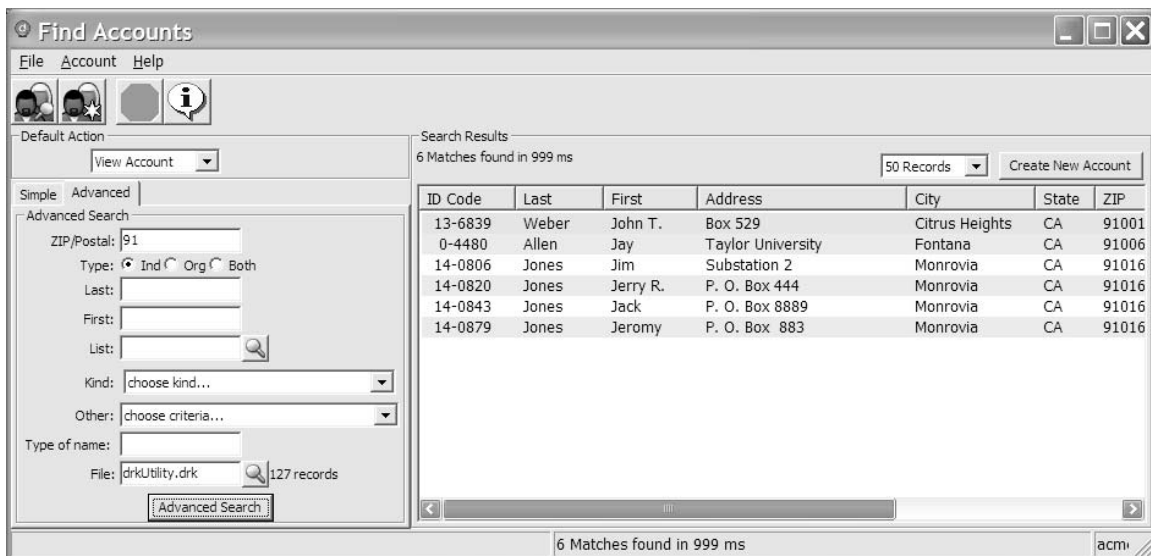 Find Accounts
File Account Help
Default Action
View Account
Simple Advanced
Advanced Search
ZIP/Postal: 91
Type: Ind Org Both
Last:
First:
List:
Kind: choose kind...
Other: choose criteria...
Type of name:
File: drkUtility.drk 127 records
Advanced Search
Search Results
6 Matches found in 999 ms
50 Records Create New Account
ID Code Last First Address City State ZIP
13-6839 Weber John T. Box 529 Citrus Heights CA 91001
0-4480 Allen Jay Taylor University Fontana CA 91006
14-0806 Jones Jim Substation 2 Monrovia CA 91016
14-0820 Jones Jerry R. P. O. Box 444 Monrovia CA 91016
14-0843 Jones Jack P. O. Box 8889 Monrovia CA 91016
14-0879 Jones Jeromy P. O. Box 883 Monrovia CA 91016
6 Matches found in 999 ms